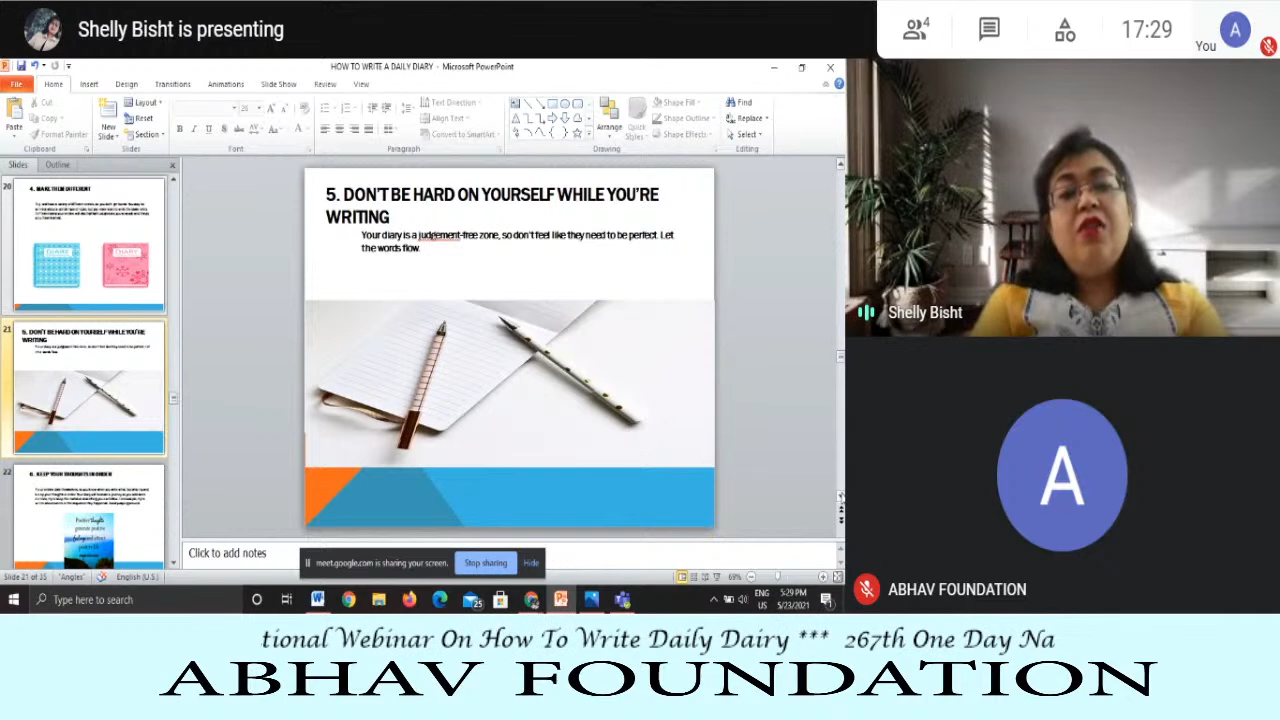 Shelly Bisht is presenting
4
17:29
You
A
HOW TO WRITE A DAILY DIARY - Microsoft PowerPoint
File Home Insert Design Transitions Animations Slide Show Review View
Paste
Cut
Copy
Format Painter
Clipboard
New Slide
Layout
Reset
Section
Slides
Font
Paragraph
Text Direction
Align Text
Convert to SmartArt
Arrange
Quick Styles
Shape Fill
Shape Outline
Shape Effects
Drawing
Find
Replace
Select
Editing
Slides Outline
20
4. MAKE THEM DIFFERENT
DIARY
DIARY
21
5. DON'T BE HARD ON YOURSELF WHILE YOU'RE
WRITING
22
6. KEEP YOUR THOUGHTS IN ORDER
5. DON'T BE HARD ON YOURSELF WHILE YOU'RE
WRITING
Your diary is a judgement-free zone, so don't feel like they need to be perfect. Let
the words flow.
Click to add notes
meet.google.com is sharing your screen.
Stop sharing
Hide
Slide 21 of 35 "Angles" English (U.S.)
68%
Type here to search
25
ENG
US
5:29 PM
5/23/2021
Shelly Bisht
A
ABHAV FOUNDATION
tional Webinar On How To Write Daily Dairy *** 267th One Day Na
ABHAV FOUNDATION